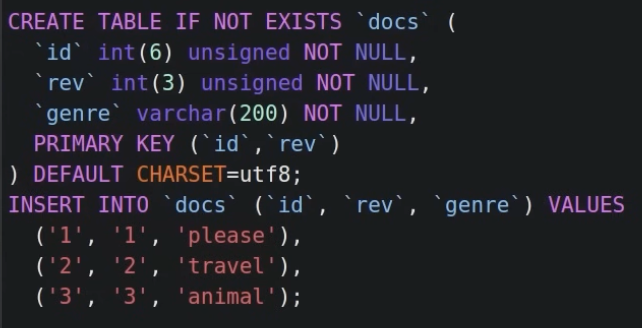 CREATE TABLE IF NOT EXISTS `docs` (
  `id` int(6) unsigned NOT NULL,
  `rev` int(3) unsigned NOT NULL,
  `genre` varchar(200) NOT NULL,
  PRIMARY KEY (`id`,`rev`)
) DEFAULT CHARSET=utf8;
INSERT INTO `docs` (`id`, `rev`, `genre`) VALUES
  ('1', '1', 'please'),
  ('2', '2', 'travel'),
  ('3', '3', 'animal');